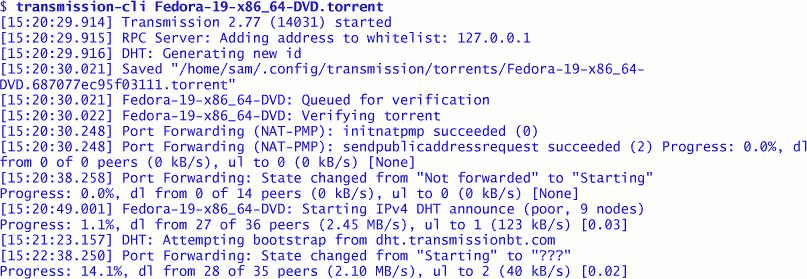 $ transmission-cli Fedora-19-x86_64-DVD.torrent
[15:20:29.914] Transmission 2.77 (14031) started
[15:20:29.915] RPC Server: Adding address to whitelist: 127.0.0.1
[15:20:29.916] DHT: Generating new id
[15:20:30.021] Saved "/home/sam/.config/transmission/torrents/Fedora-19-x86_64-
DVD.687077ec95f03111.torrent"
[15:20:30.021] Fedora-19-x86_64-DVD: Queued for verification
[15:20:30.022] Fedora-19-x86_64-DVD: Verifying torrent
[15:20:30.248] Port Forwarding (NAT-PMP): initnatpmp succeeded (0)
[15:20:30.248] Port Forwarding (NAT-PMP): sendpublicaddressrequest succeeded (2) Progress: 0.0%, dl
from 0 of 0 peers (0 kB/s), ul to 0 (0 kB/s) [None]
[15:20:38.258] Port Forwarding: State changed from "Not forwarded" to "Starting"
Progress: 0.0%, dl from 0 of 14 peers (0 kB/s), ul to 0 (0 kB/s) [None]
[15:20:49.001] Fedora-19-x86_64-DVD: Starting IPv4 DHT announce (poor, 9 nodes)
Progress: 1.1%, dl from 27 of 36 peers (2.45 MB/s), ul to 1 (123 kB/s) [0.03]
[15:21:23.157] DHT: Attempting bootstrap from dht.transmissionbt.com
[15:22:38.250] Port Forwarding: State changed from "Starting" to "???"
Progress: 14.1%, dl from 28 of 35 peers (2.10 MB/s), ul to 2 (40 kB/s) [0.02]